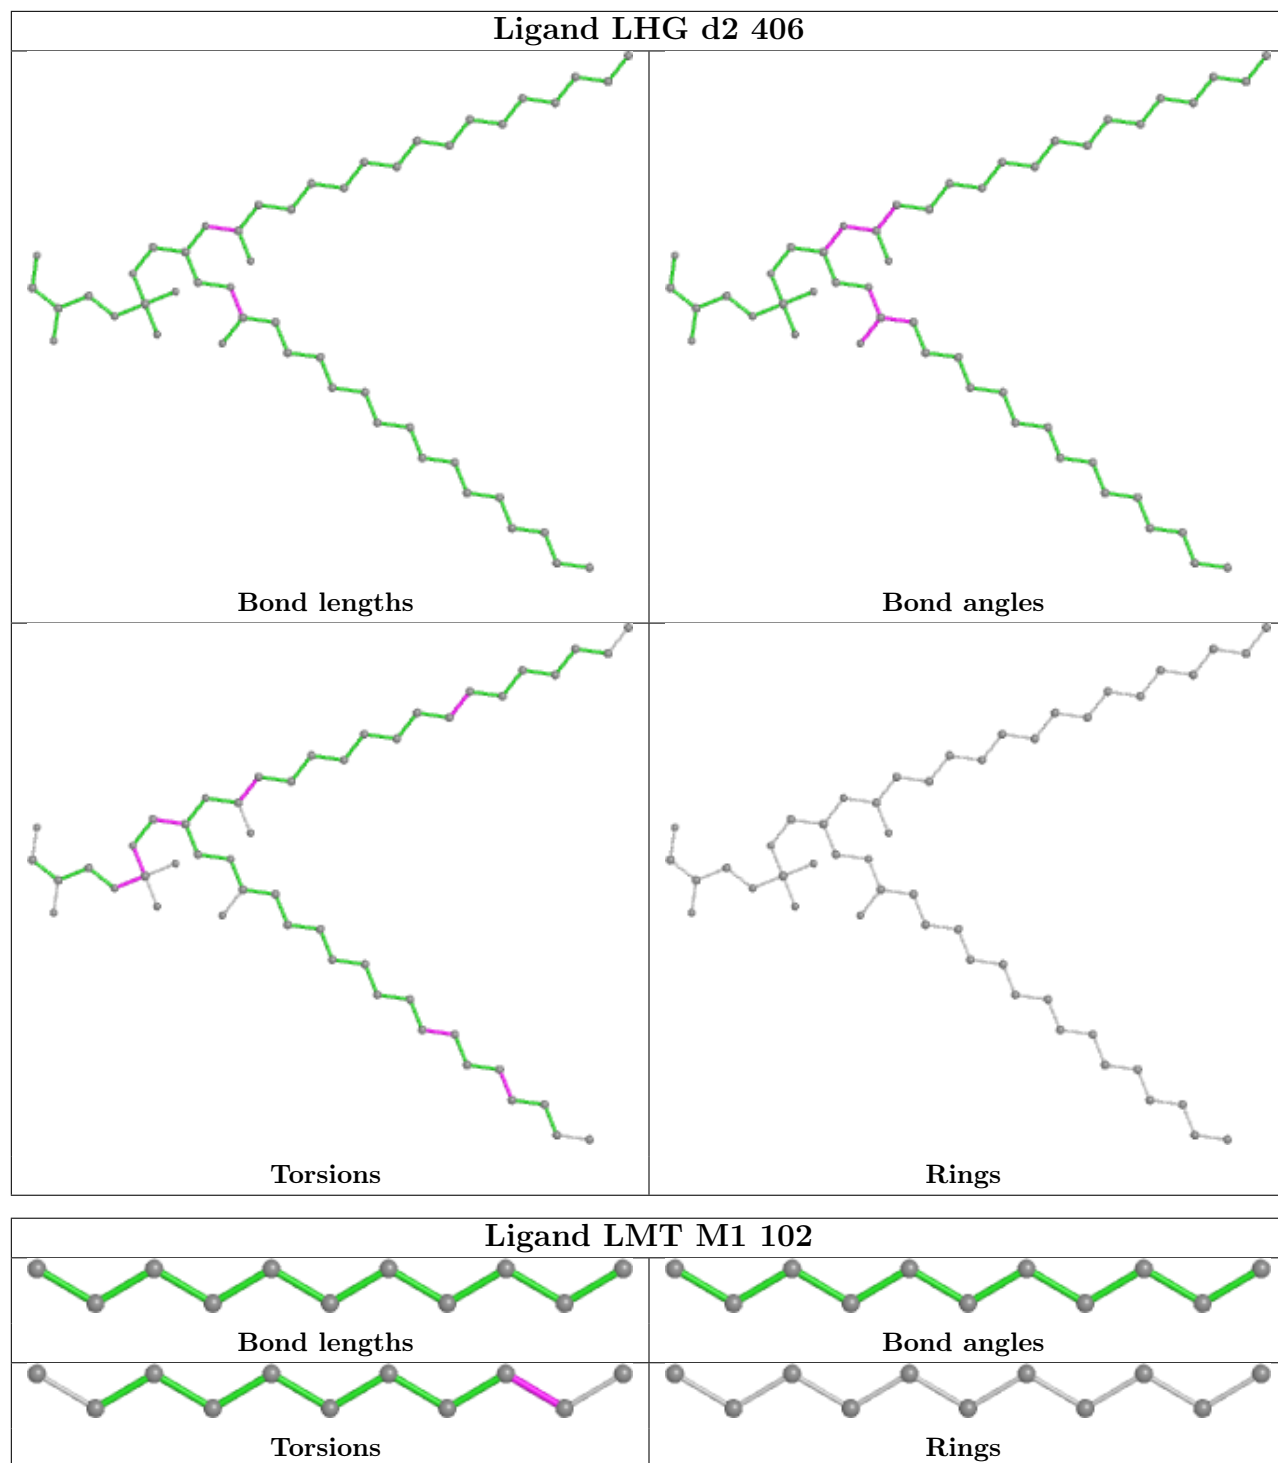 Ligand LHG d2 406
Bond lengths
Bond angles
Torsions
Rings
Ligand LMT M1 102
Bond lengths
Bond angles
Torsions
Rings